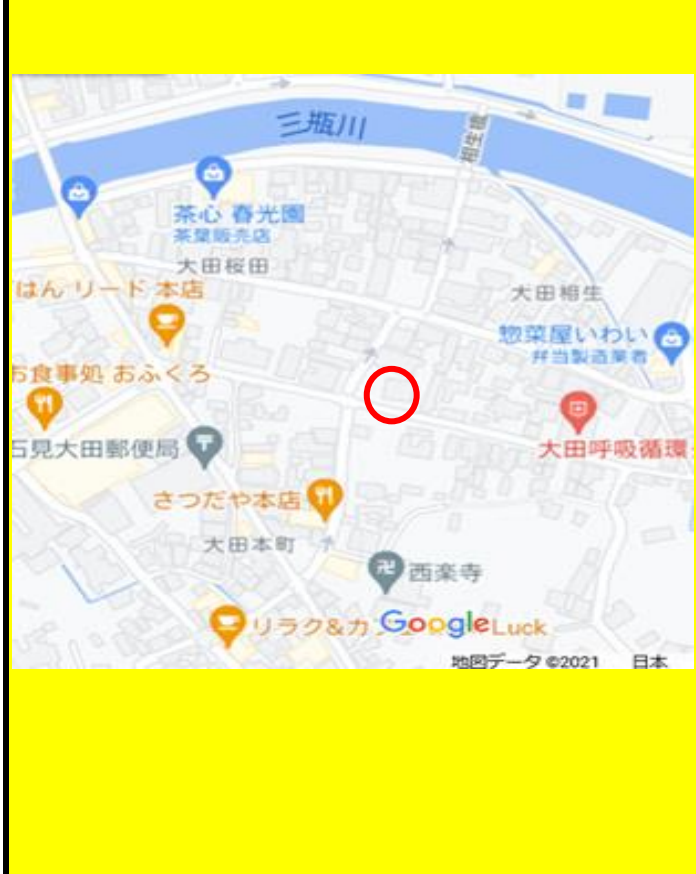 三瓶川
相生橋
茶心 春光園
茶葉販売店
大田桜田
はん リード 本店
大田相生
惣菜屋いわい
弁当製造業者
お食事処 おふくろ
石見大田郵便局
大田呼吸循環
さつだや本店
大田本町
西楽寺
リラク&カフェ Luck
Google
地図データ ©2021 日本